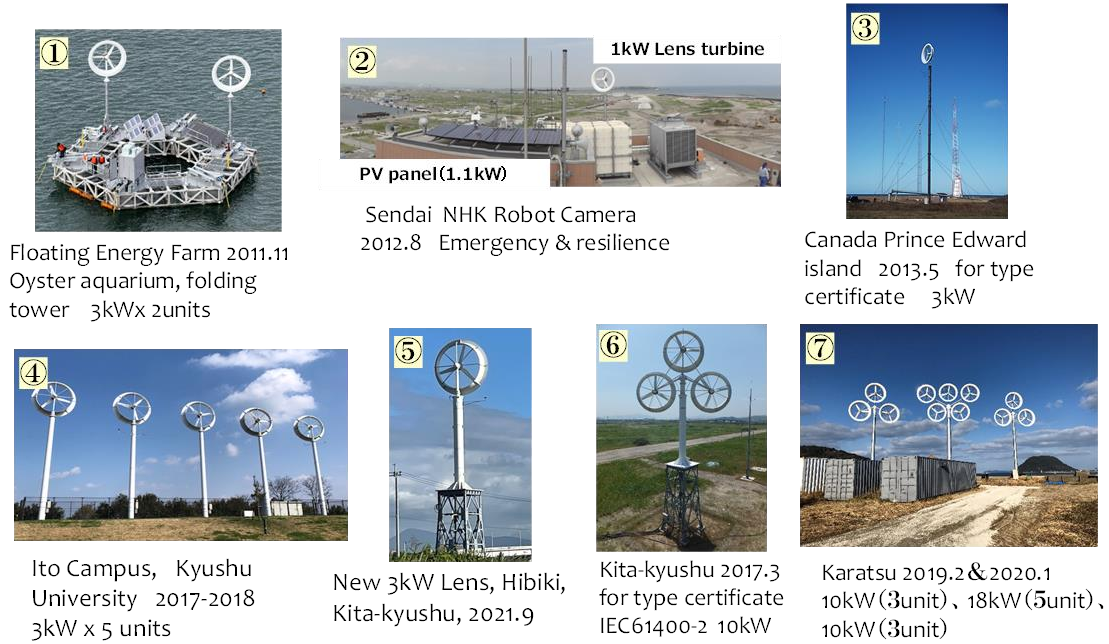 ①
Floating Energy Farm 2011.11
Oyster aquarium, folding
tower 3kWx 2units
②
1kW Lens turbine
PV panel(1.1kW)
Sendai NHK Robot Camera
2012.8 Emergency & resilience
③
Canada Prince Edward
island 2013.5 for type
certificate 3kW
④
Ito Campus, Kyushu
University 2017-2018
3kW x 5 units
⑤
New 3kW Lens, Hibiki,
Kita-kyushu, 2021.9
⑥
Kita-kyushu 2017.3
for type certificate
IEC61400-2 10kW
⑦
Karatsu 2019.2&2020.1
10kW(3unit)、18kW(5unit)、
10kW(3unit)